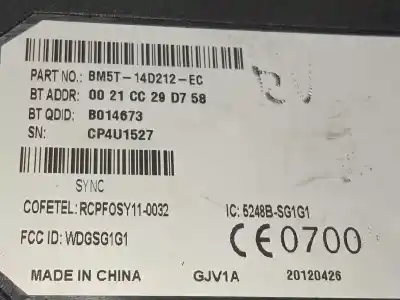 PART NO.: BM5T-14D212-EC
BT ADDR: 00 21 CC 29 D7 58
BT QDID: B014673
SN: CP4U1527
SYNC
COFETEL: RCPFOSY11-0032 IC: 5248B-SG1G1
FCC ID: WDGSG1G1 CE0700
MADE IN CHINA GJV1A 20120426